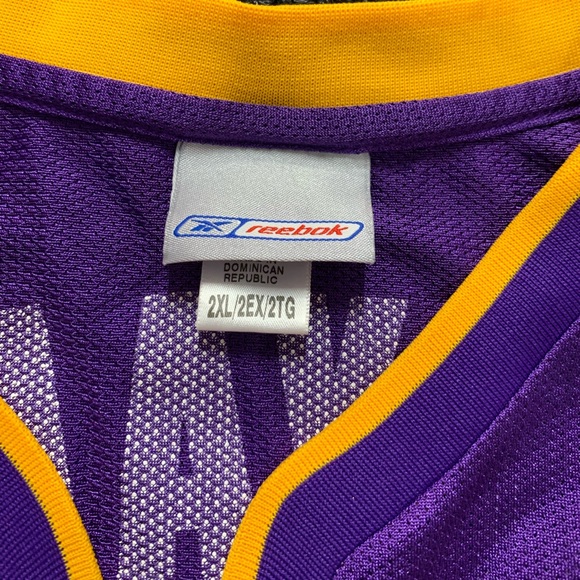 reebok
DOMINICAN
REPUBLIC
2XL/2EX/2TG